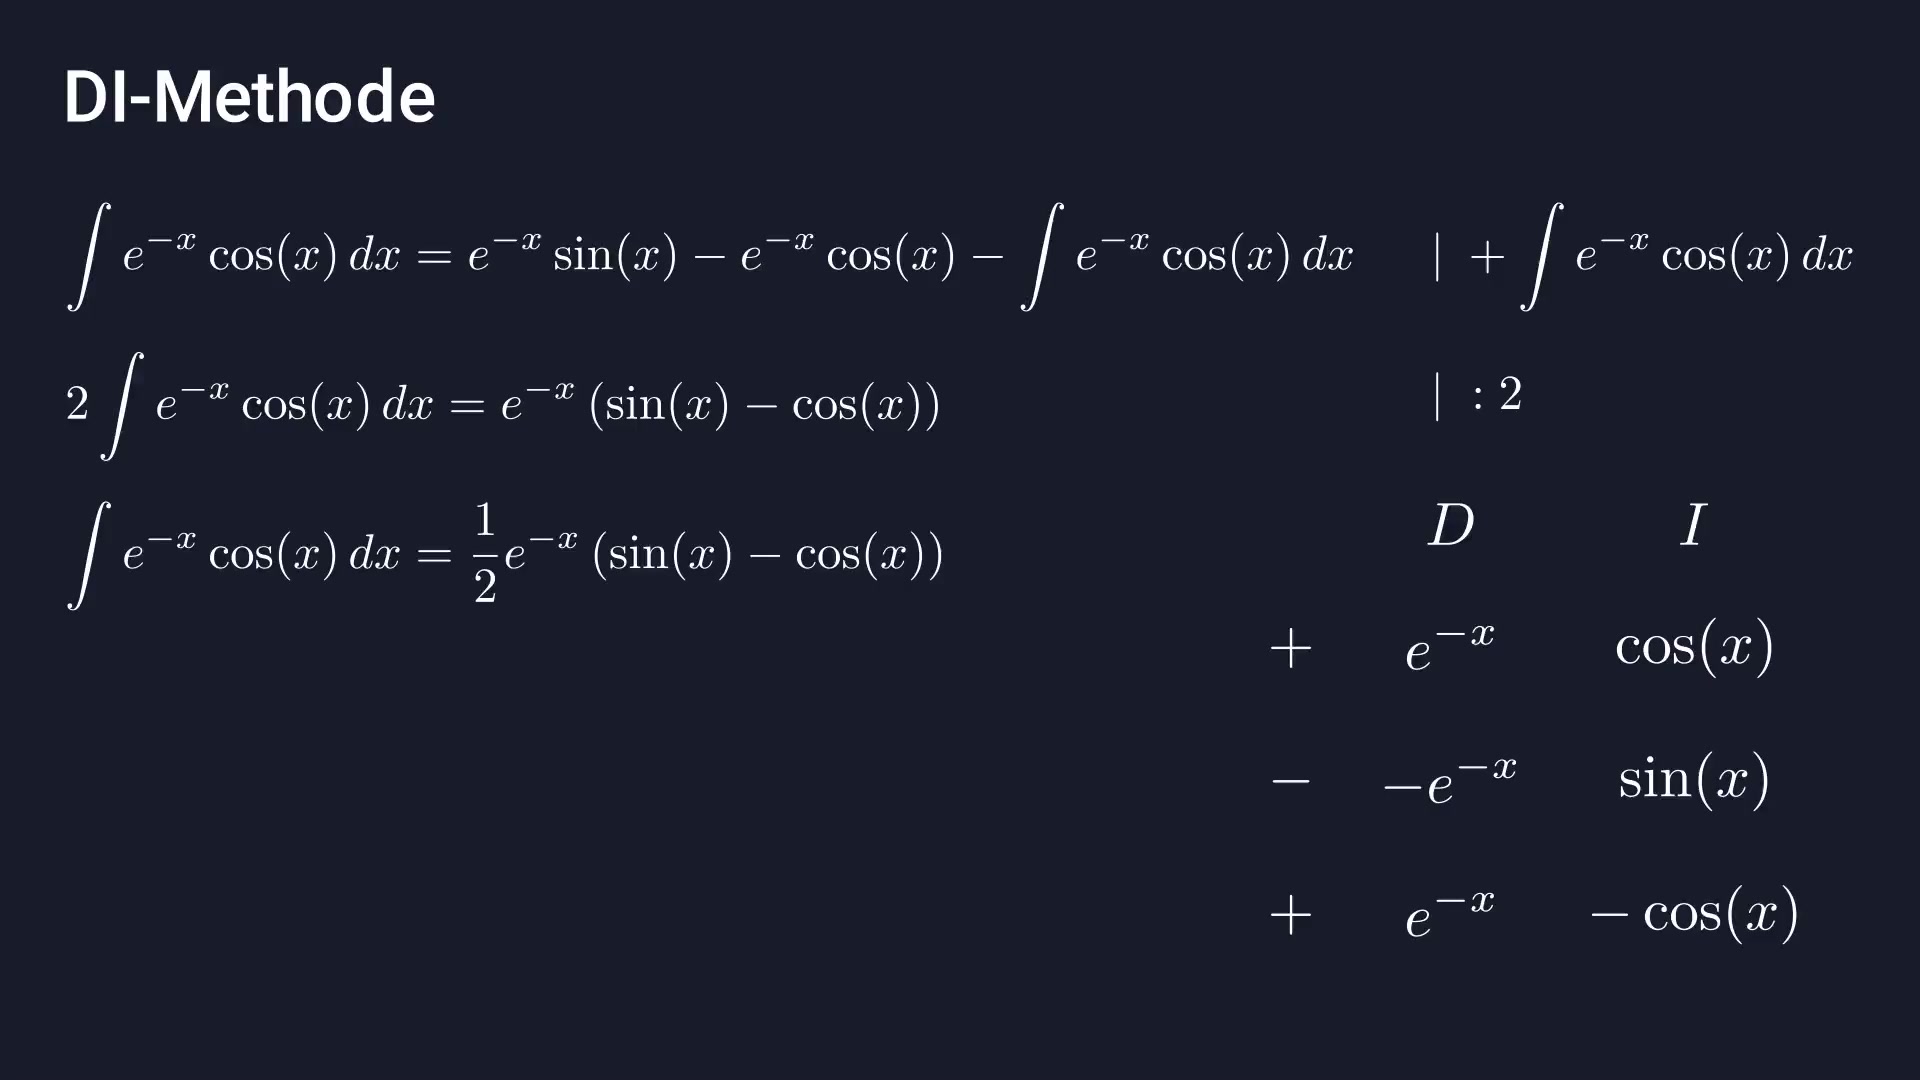 DI-Methode
∫ e^{-x} cos(x) dx = e^{-x} sin(x) − e^{-x} cos(x) − ∫ e^{-x} cos(x) dx | + ∫ e^{-x} cos(x) dx
2 ∫ e^{-x} cos(x) dx = e^{-x} (sin(x) − cos(x)) | : 2
∫ e^{-x} cos(x) dx = \frac{1}{2} e^{-x} (sin(x) − cos(x))
D I
+ e^{-x} cos(x)
− −e^{-x} sin(x)
+ e^{-x} − cos(x)